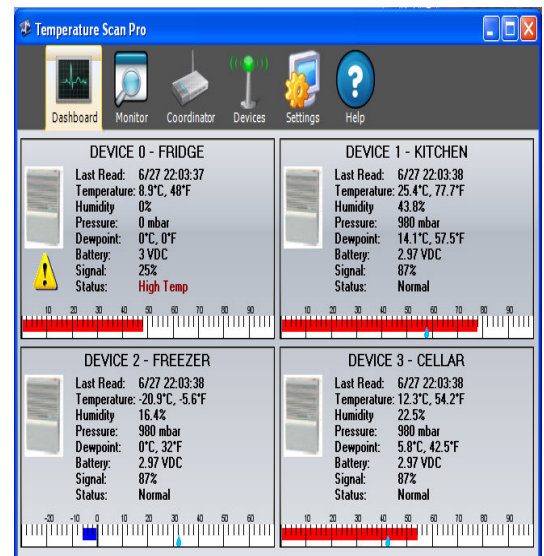 Temperature Scan Pro
Dashboard Monitor Coordinator Devices Settings Help
DEVICE 0 - FRIDGE
Last Read: 6/27 22:03:37
Temperature: 8.9°C, 48°F
Humidity 0%
Pressure: 0 mbar
Dewpoint: 0°C, 0°F
Battery: 3 VDC
Signal: 25%
Status: High Temp
10 20 30 40 50 60 70 80 90
DEVICE 1 - KITCHEN
Last Read: 6/27 22:03:38
Temperature: 25.4°C, 77.7°F
Humidity 43.8%
Pressure: 980 mbar
Dewpoint: 14.1°C, 57.5°F
Battery: 2.97 VDC
Signal: 87%
Status: Normal
10 20 30 40 50 60 70 80 90
DEVICE 2 - FREEZER
Last Read: 6/27 22:03:38
Temperature: -20.9°C, -5.6°F
Humidity 16.4%
Pressure: 980 mbar
Dewpoint: 0°C, 32°F
Battery: 2.97 VDC
Signal: 87%
Status: Normal
-20 -10 0 10 20 30 40 50 60
DEVICE 3 - CELLAR
Last Read: 6/27 22:03:38
Temperature: 12.3°C, 54.2°F
Humidity 22.5%
Pressure: 980 mbar
Dewpoint: 5.8°C, 42.5°F
Battery: 2.97 VDC
Signal: 87%
Status: Normal
10 20 30 40 50 60 70 80 90